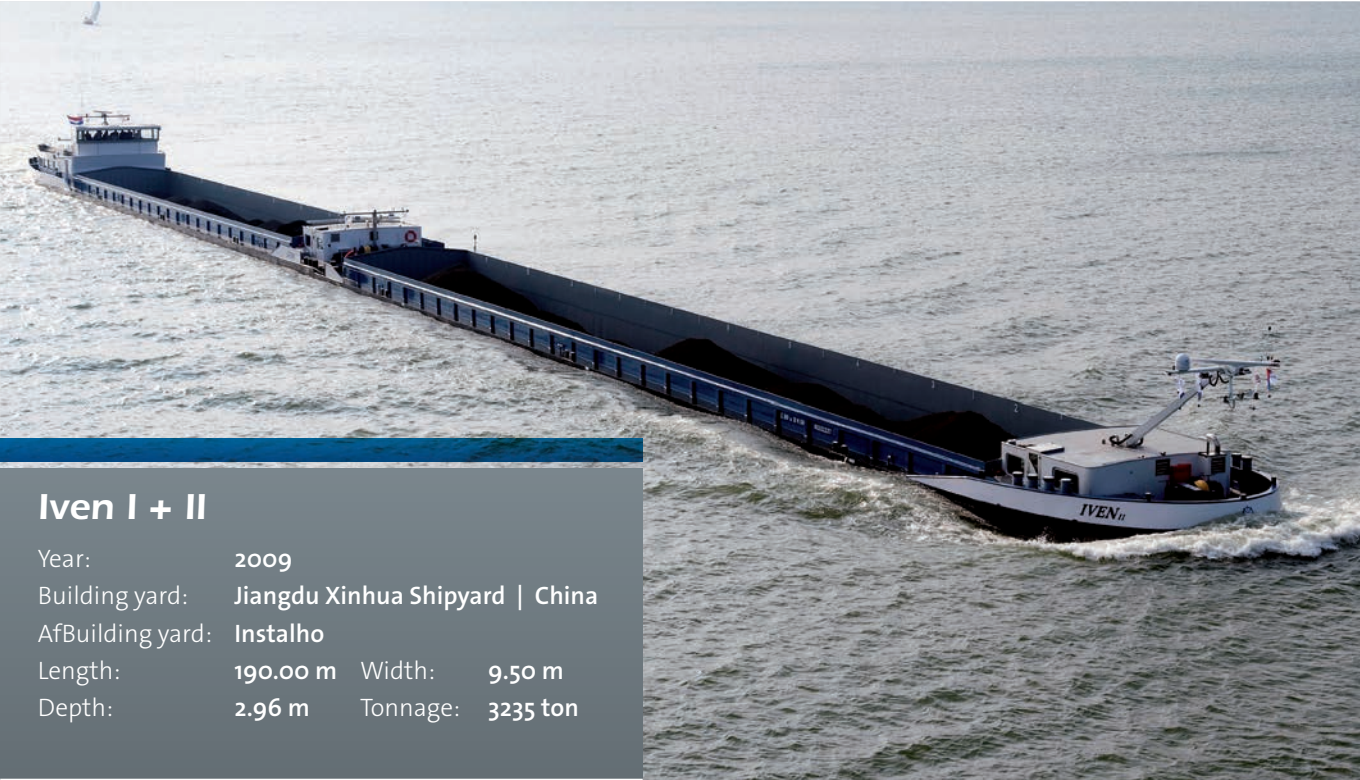 IVEN II
Iven I + II
Year: 2009
Building yard: Jiangdu Xinhua Shipyard | China
AfBuilding yard: Instalho
Length: 190.00 m Width: 9.50 m
Depth: 2.96 m Tonnage: 3235 ton